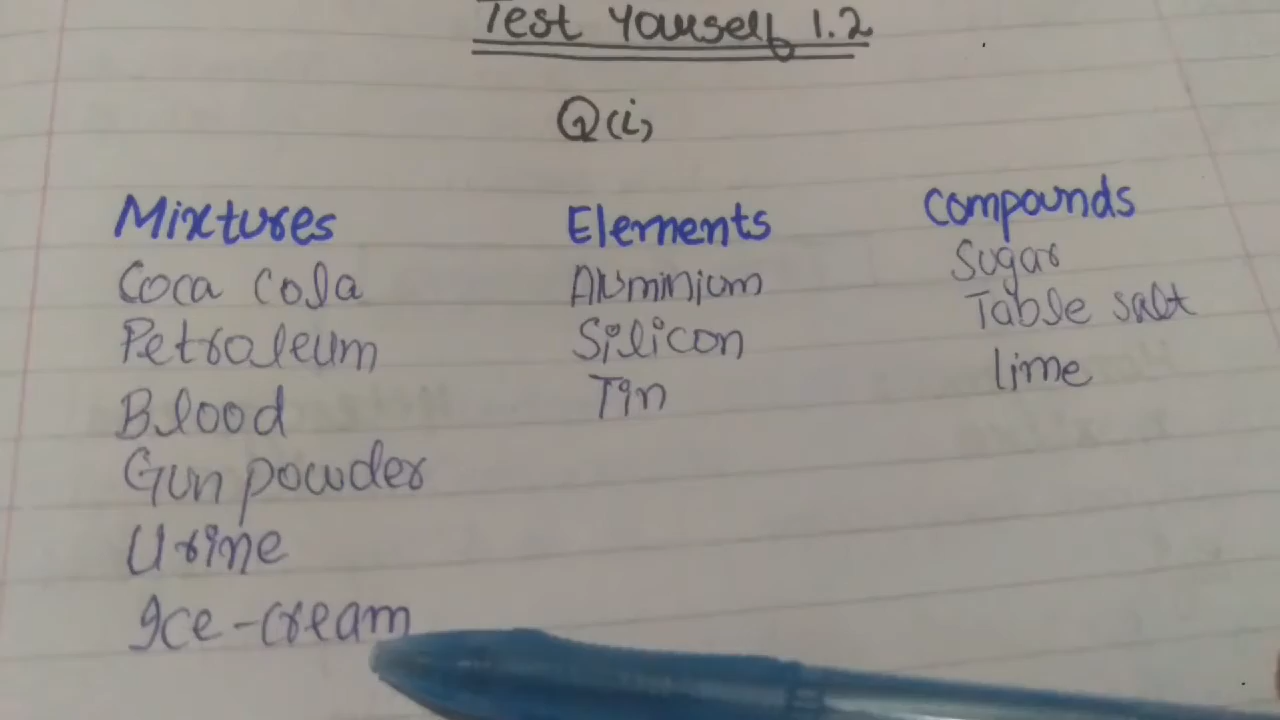 Test Yourself 1.2
Q(i)
Mixtures Elements Compounds
Coca Cola Aluminium Sugar
Petroleum Silicon Table salt
Blood Tin lime
Gun powder
Urine
Ice-cream